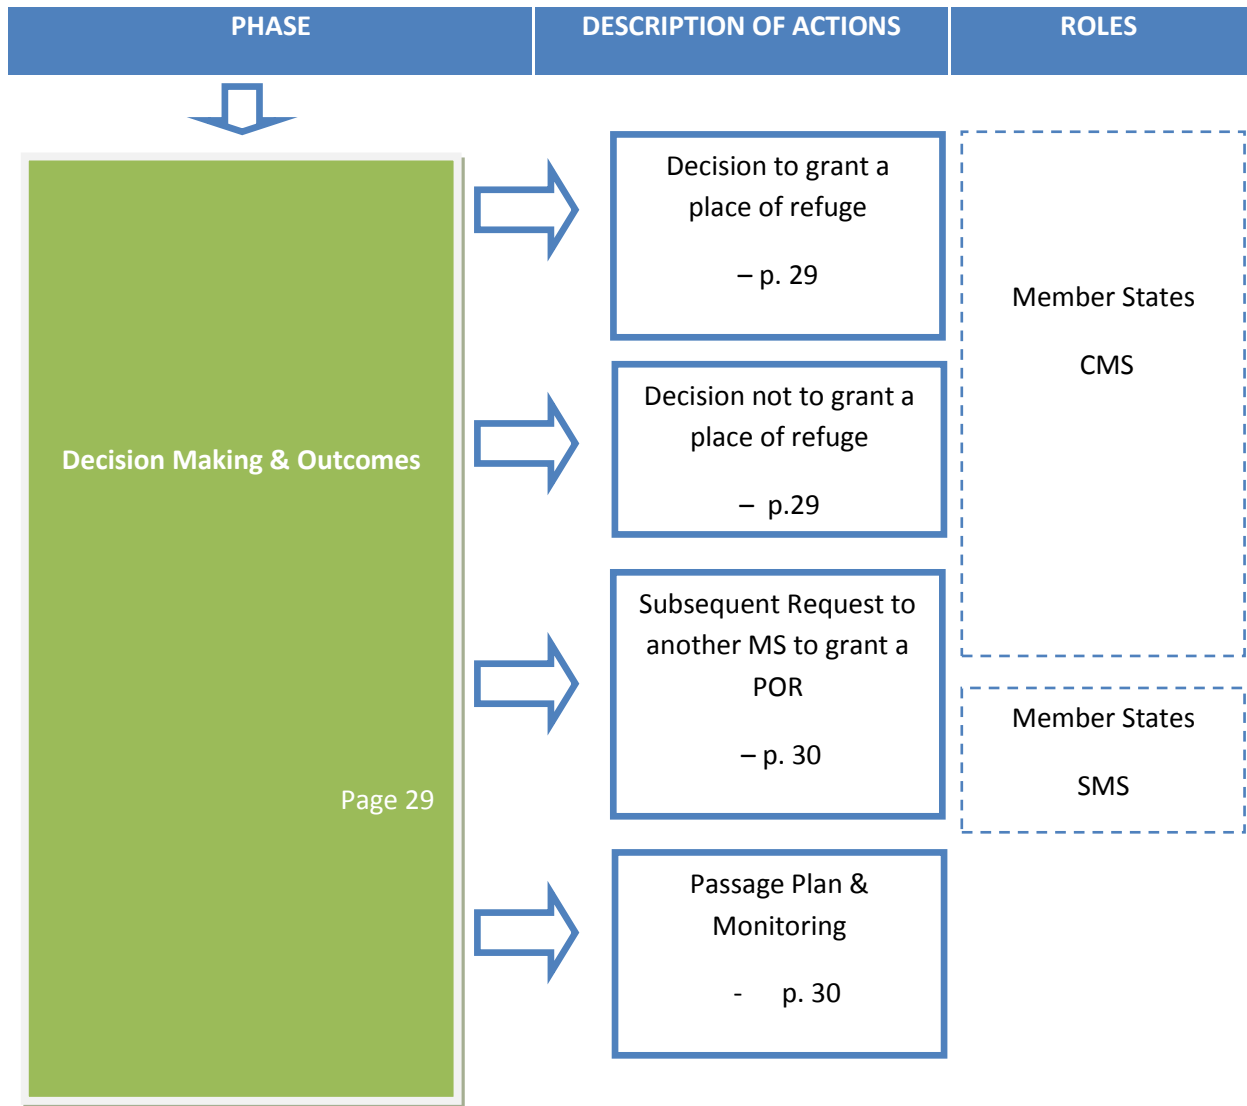 PHASE
DESCRIPTION OF ACTIONS
ROLES
Decision Making & Outcomes
Page 29
Decision to grant a
place of refuge
– p. 29
Decision not to grant a
place of refuge
– p.29
Subsequent Request to
another MS to grant a
POR
– p. 30
Passage Plan &
Monitoring
- p. 30
Member States
CMS
Member States
SMS